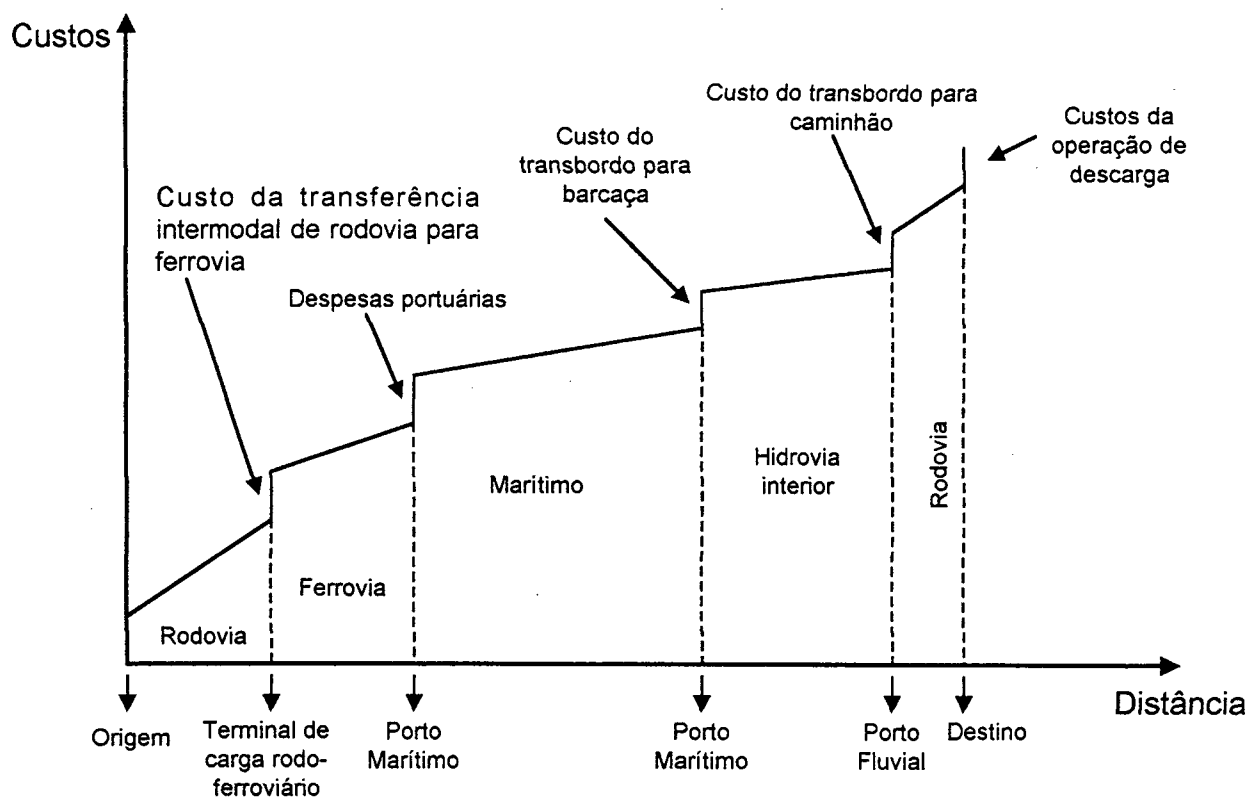 Custos
Custo do transbordo para
caminhão
Custos da
operação de
descarga
Custo do
transbordo para
barcaça
Custo da transferência
intermodal de rodovia para
ferrovia
Despesas portuárias
Marítimo
Hidrovia
interior
Rodovia
Ferrovia
Rodovia
Distância
Origem
Terminal de
carga rodo-
ferroviário
Porto
Marítimo
Porto
Marítimo
Porto
Fluvial
Destino